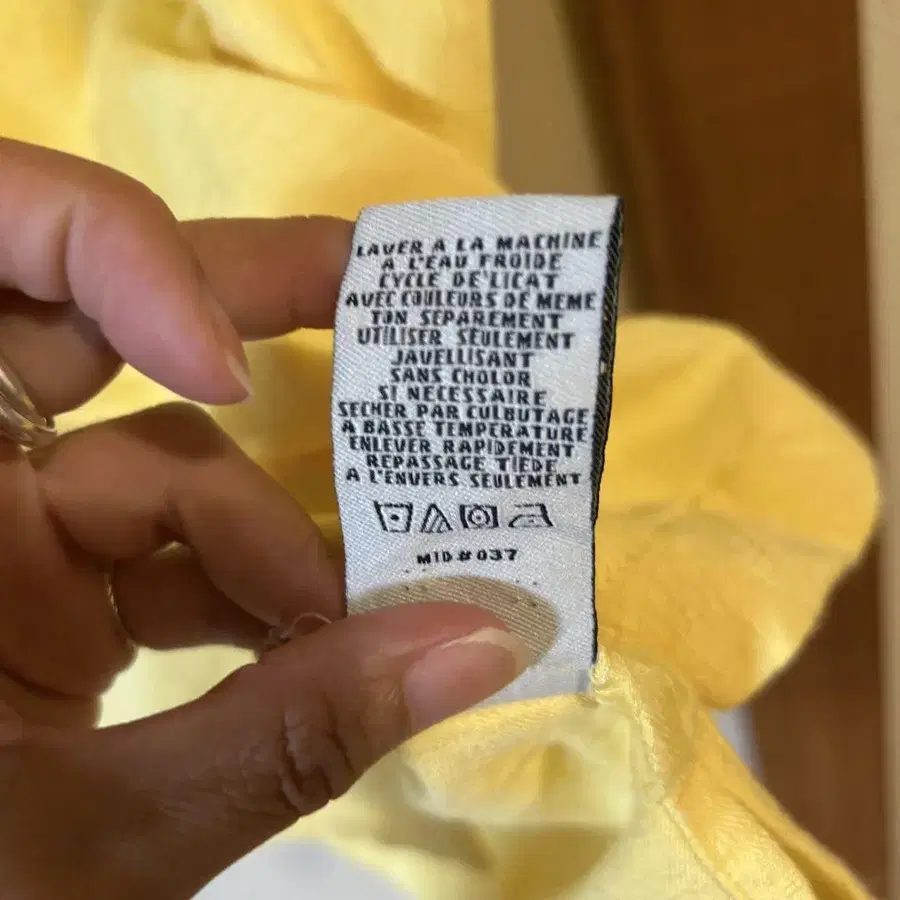 LAVER A LA MACHINE
A L'EAU FROIDE
CYCLE DE'LICAT
AVEC COULEURS DE MEME
TON SEPAREMENT
UTILISER SEULEMENT
JAVELLISANT
SANS CHOLOR
SI NECESSAIRE
SECHER PAR CULBUTAGE
A BASSE TEMPERATURE
ENLEVER RAPIDEMENT
REPASSAGE TIEDE
A L'ENVERS SEULEMENT
MID#037